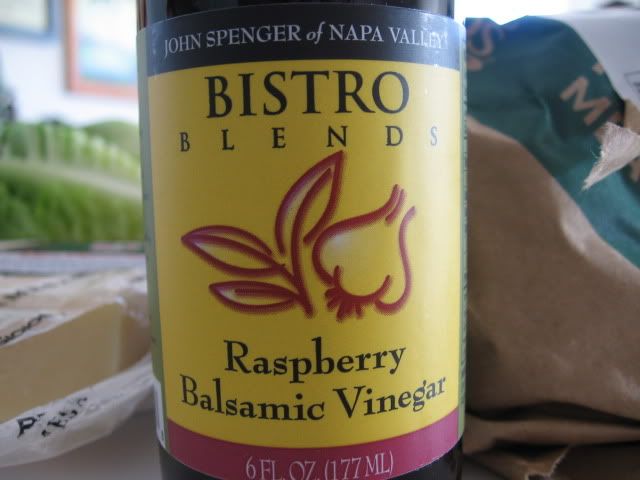 JOHN SPENGER of NAPA VALLEY
BISTRO
BLENDS
Raspberry
Balsamic Vinegar
6 FL. OZ. (177 ML)